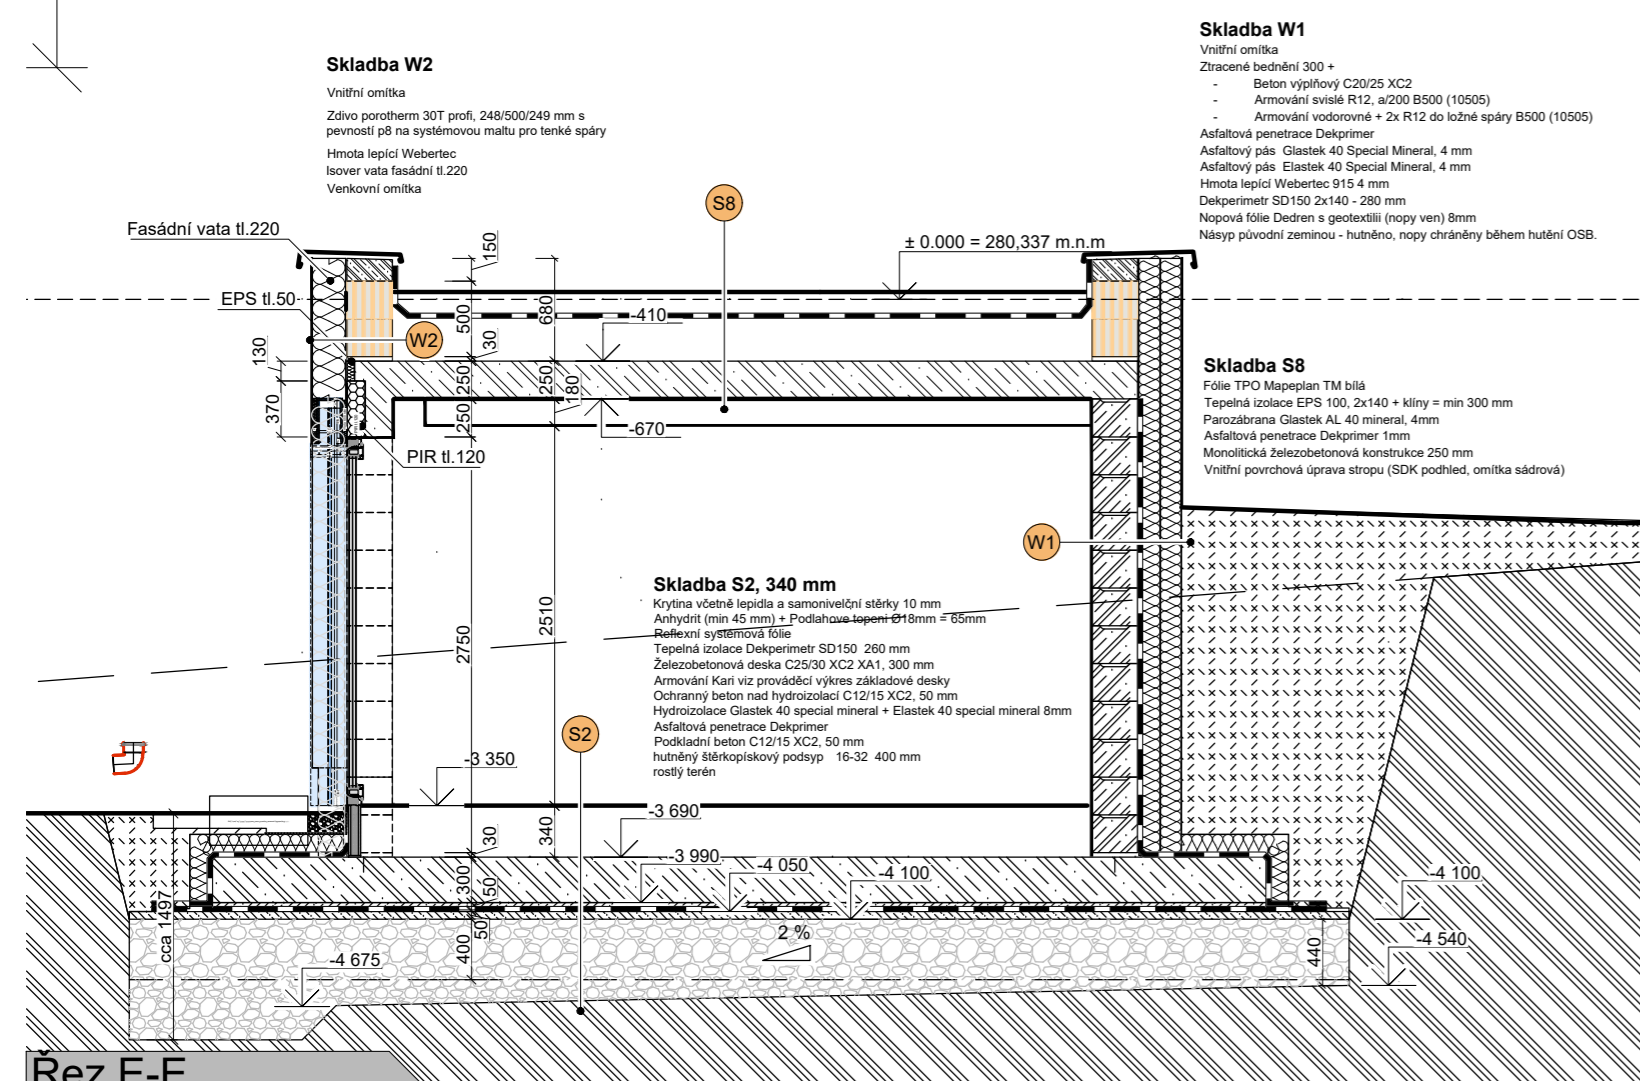 Skladba W2
Vnitřní omítka
Zdivo porotherm 30T profi, 248/500/249 mm s
pevností p8 na systémovou maltu pro tenké spáry
Hmota lepící Webertec
Isover vata fasádní tl.220
Venkovní omítka
Skladba W1
Vnitřní omítka
Ztracené bednění 300 +
- Beton výplňový C20/25 XC2
- Armování svislé R12, a/200 B500 (10505)
- Armování vodorovné + 2x R12 do ložné spáry B500 (10505)
Asfaltová penetrace Dekprimer
Asfaltový pás Glastek 40 Special Mineral, 4 mm
Asfaltový pás Elastek 40 Special Mineral, 4 mm
Hmota lepící Webertec 915 4 mm
Dekperimetr SD150 2x140 - 280 mm
Nopová fólie Dedren s geotextilii (nopy ven) 8mm
Násyp původní zeminou - hutněno, nopy chráněny během hutění OSB.
S8
Fasádní vata tl.220
± 0.000 = 280,337 m.n.m
150
EPS tl.50
500
680
-410
W2
30
130
250
250
180
370
250
-670
PIR tl.120
Skladba S8
Fólie TPO Mapeplan TM bílá
Tepelná izolace EPS 100, 2x140 + klíny = min 300 mm
Parozábrana Glastek AL 40 mineral, 4mm
Asfaltová penetrace Dekprimer 1mm
Monolitická železobetonová konstrukce 250 mm
Vnitřní povrchová úprava stropu (SDK podhled, omítka sádrová)
W1
Skladba S2, 340 mm
Krytina včetně lepidla a samonivelční stěrky 10 mm
Anhydrit (min 45 mm) + Podlahove topeni Ø18mm = 65mm
Reflexní systémová fólie
Tepelná izolace Dekperimetr SD150 260 mm
Železobetonová deska C25/30 XC2 XA1, 300 mm
Armování Kari viz prováděcí výkres základové desky
Ochranný beton nad hydroizolací C12/15 XC2, 50 mm
Hydroizolace Glastek 40 special mineral + Elastek 40 special mineral 8mm
Asfaltová penetrace Dekprimer
Podkladní beton C12/15 XC2, 50 mm
hutněný štěrkopískový podsyp 16-32 400 mm
rostlý terén
2750
2510
S2
-3 350
-3 690
30
340
-3 990
-4 050
-4 100
-4 100
300
50
50
cca 1497
2 %
400
440
-4 540
-4 675
Řez E-E